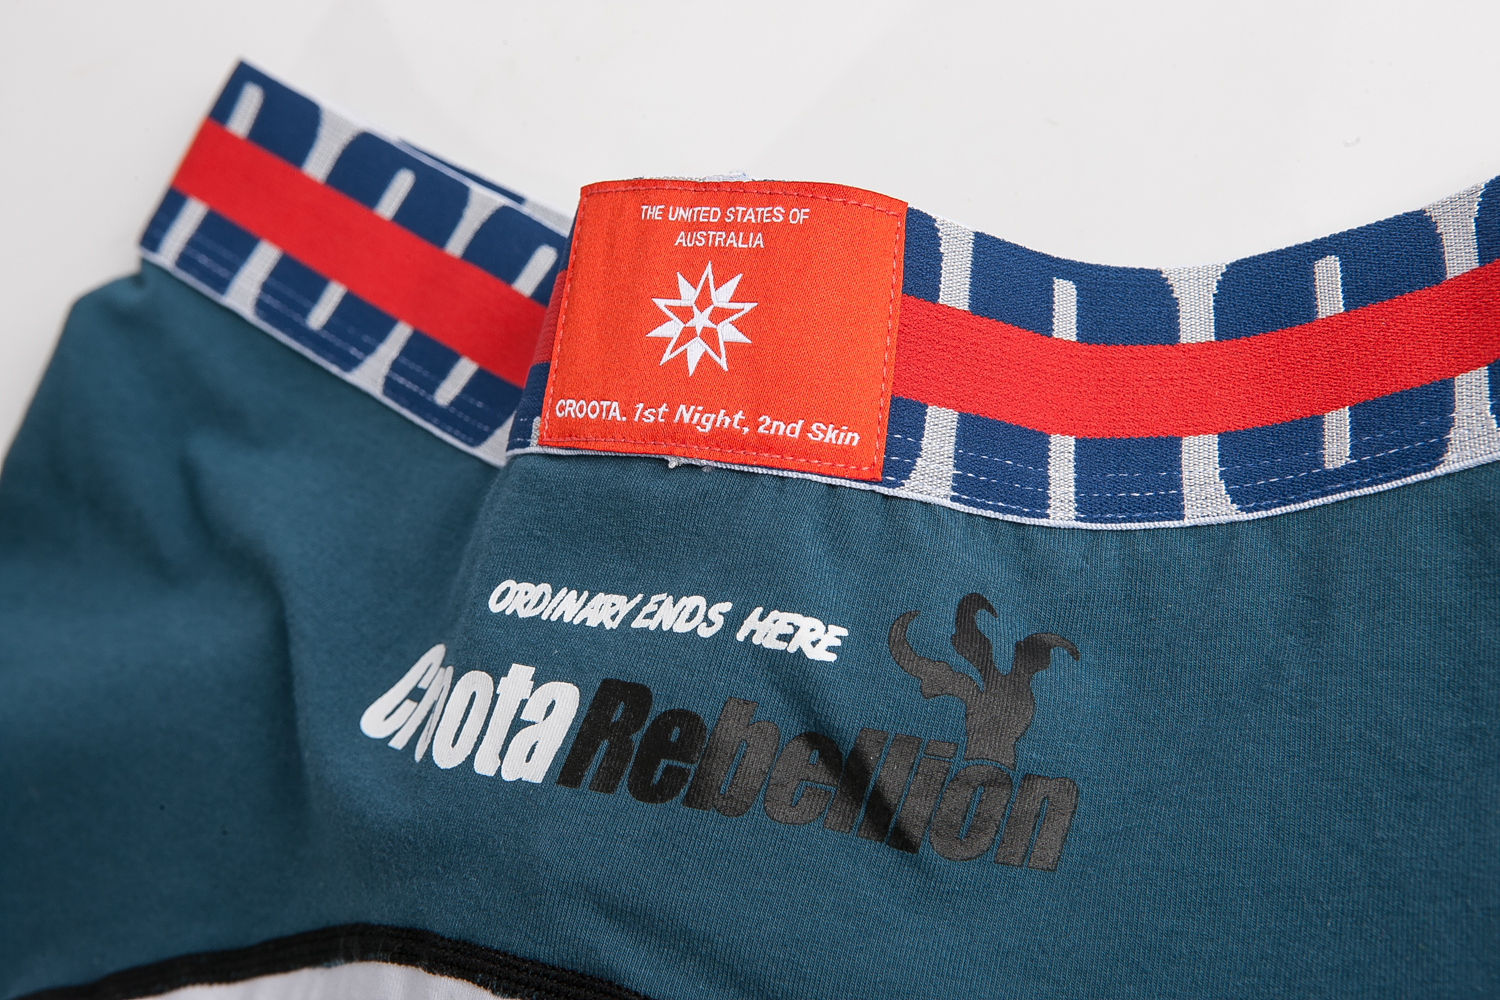 THE UNITED STATES OF
AUSTRALIA
CROOTA. 1st Night, 2nd Skin
ORDINARY ENDS HERE
CrootaRebellion